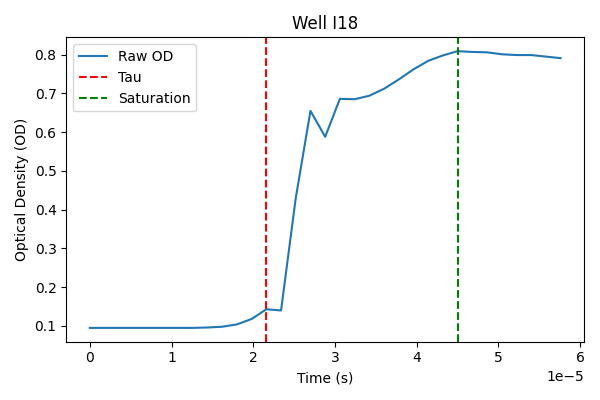 Well I18
Raw OD
Tau
Saturation
Optical Density (OD)
0.8
0.7
0.6
0.5
0.4
0.3
0.2
0.1
0 1 2 3 4 5 6
1e−5
Time (s)